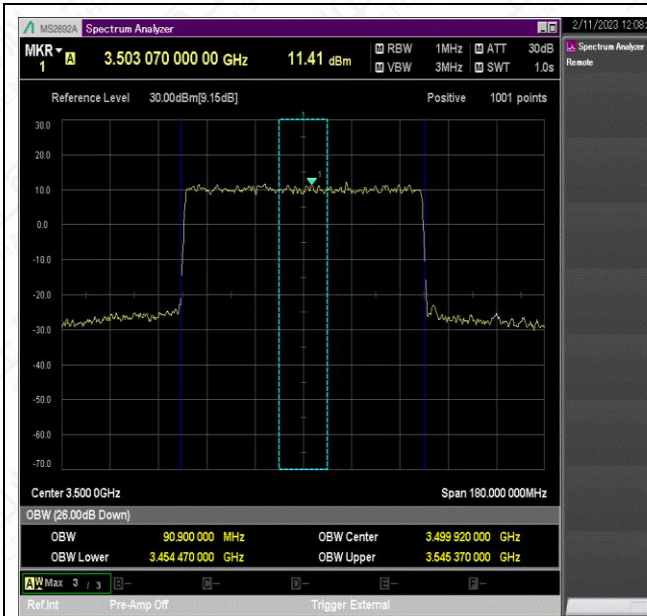 MS2692A Spectrum Analyzer
2/11/2023 12:08:
MKR 1 A 3.503 070 000 00 GHz 11.41 dBm
RBW 1MHz ATT 30dB
VBW 3MHz SWT 1.0s
Spectrum Analyzer
Remote
Reference Level 30.00dBm[9.15dB] Positive 1001 points
30.0
20.0
10.0
0.0
-10.0
-20.0
-30.0
-40.0
-50.0
-60.0
-70.0
1
Center 3.500 0GHz Span 180.000 000MHz
OBW (26.00dB Down)
OBW 90.900 000 MHz OBW Center 3.499 920 000 GHz
OBW Lower 3.454 470 000 GHz OBW Upper 3.545 370 000 GHz
A W Max 3 / 3 B- C- D- E- F-
Ref.Int Pre-Amp Off Trigger External